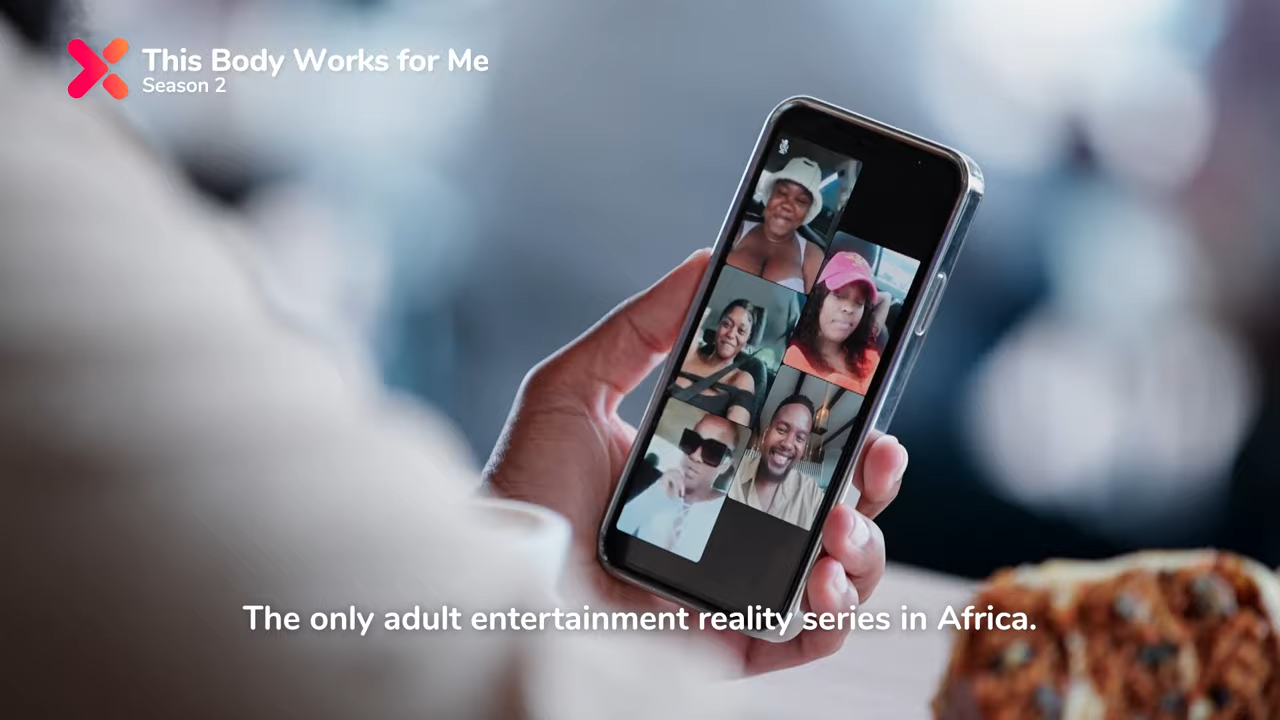 This Body Works for Me
Season 2
The only adult entertainment reality series in Africa.